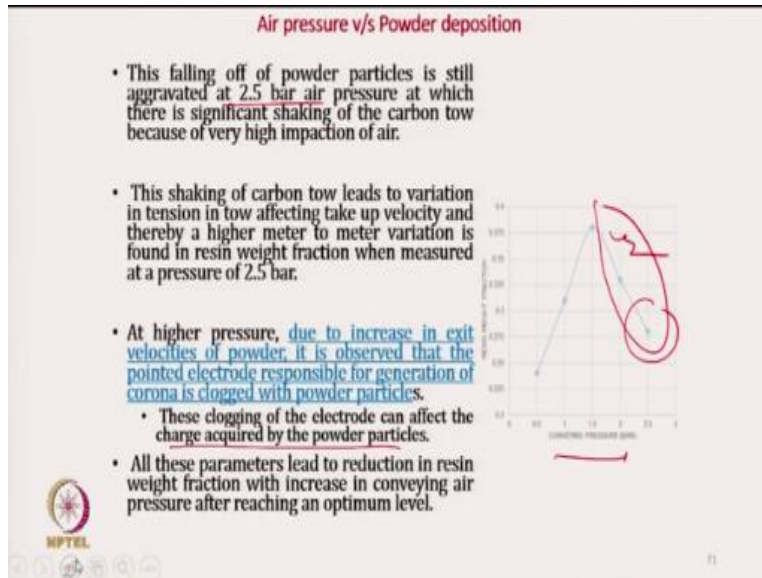 Air pressure v/s Powder deposition
• This falling off of powder particles is still
aggravated at 2.5 bar air pressure at which
there is significant shaking of the carbon tow
because of very high impaction of air.
• This shaking of carbon tow leads to variation
in tension in tow affecting take up velocity and
thereby a higher meter to meter variation is
found in resin weight fraction when measured
at a pressure of 2.5 bar.
• At higher pressure, due to increase in exit
velocities of powder, it is observed that the
pointed electrode responsible for generation of
corona is clogged with powder particles.
• These clogging of the electrode can affect the
charge acquired by the powder particles.
• All these parameters lead to reduction in resin
weight fraction with increase in conveying air
pressure after reaching an optimum level.
CONVEYING PRESSURE (BAR)
NPTEL
71